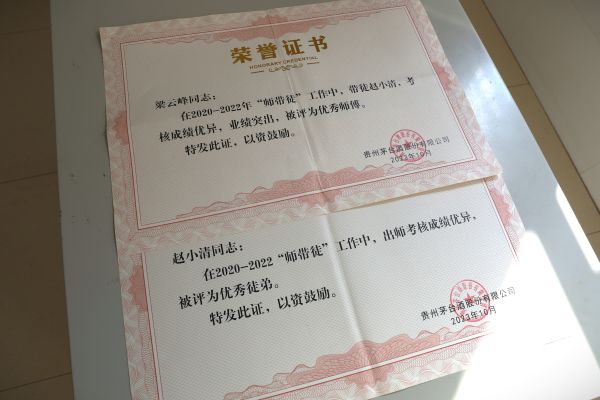 荣誉证书
HONORARY CREDENTIAL
梁云峰同志：
在2020-2022年“师带徒”工作中，带徒赵小清，考
核成绩优异，业绩突出，被评为优秀师傅。
特发此证，以资鼓励。
贵州茅台酒股份有限公司
2023年10月
赵小清同志：
在2020-2022“师带徒”工作中，出师考核成绩优异，
被评为优秀徒弟。
特发此证，以资鼓励。
贵州茅台酒股份有限公司
2023年10月